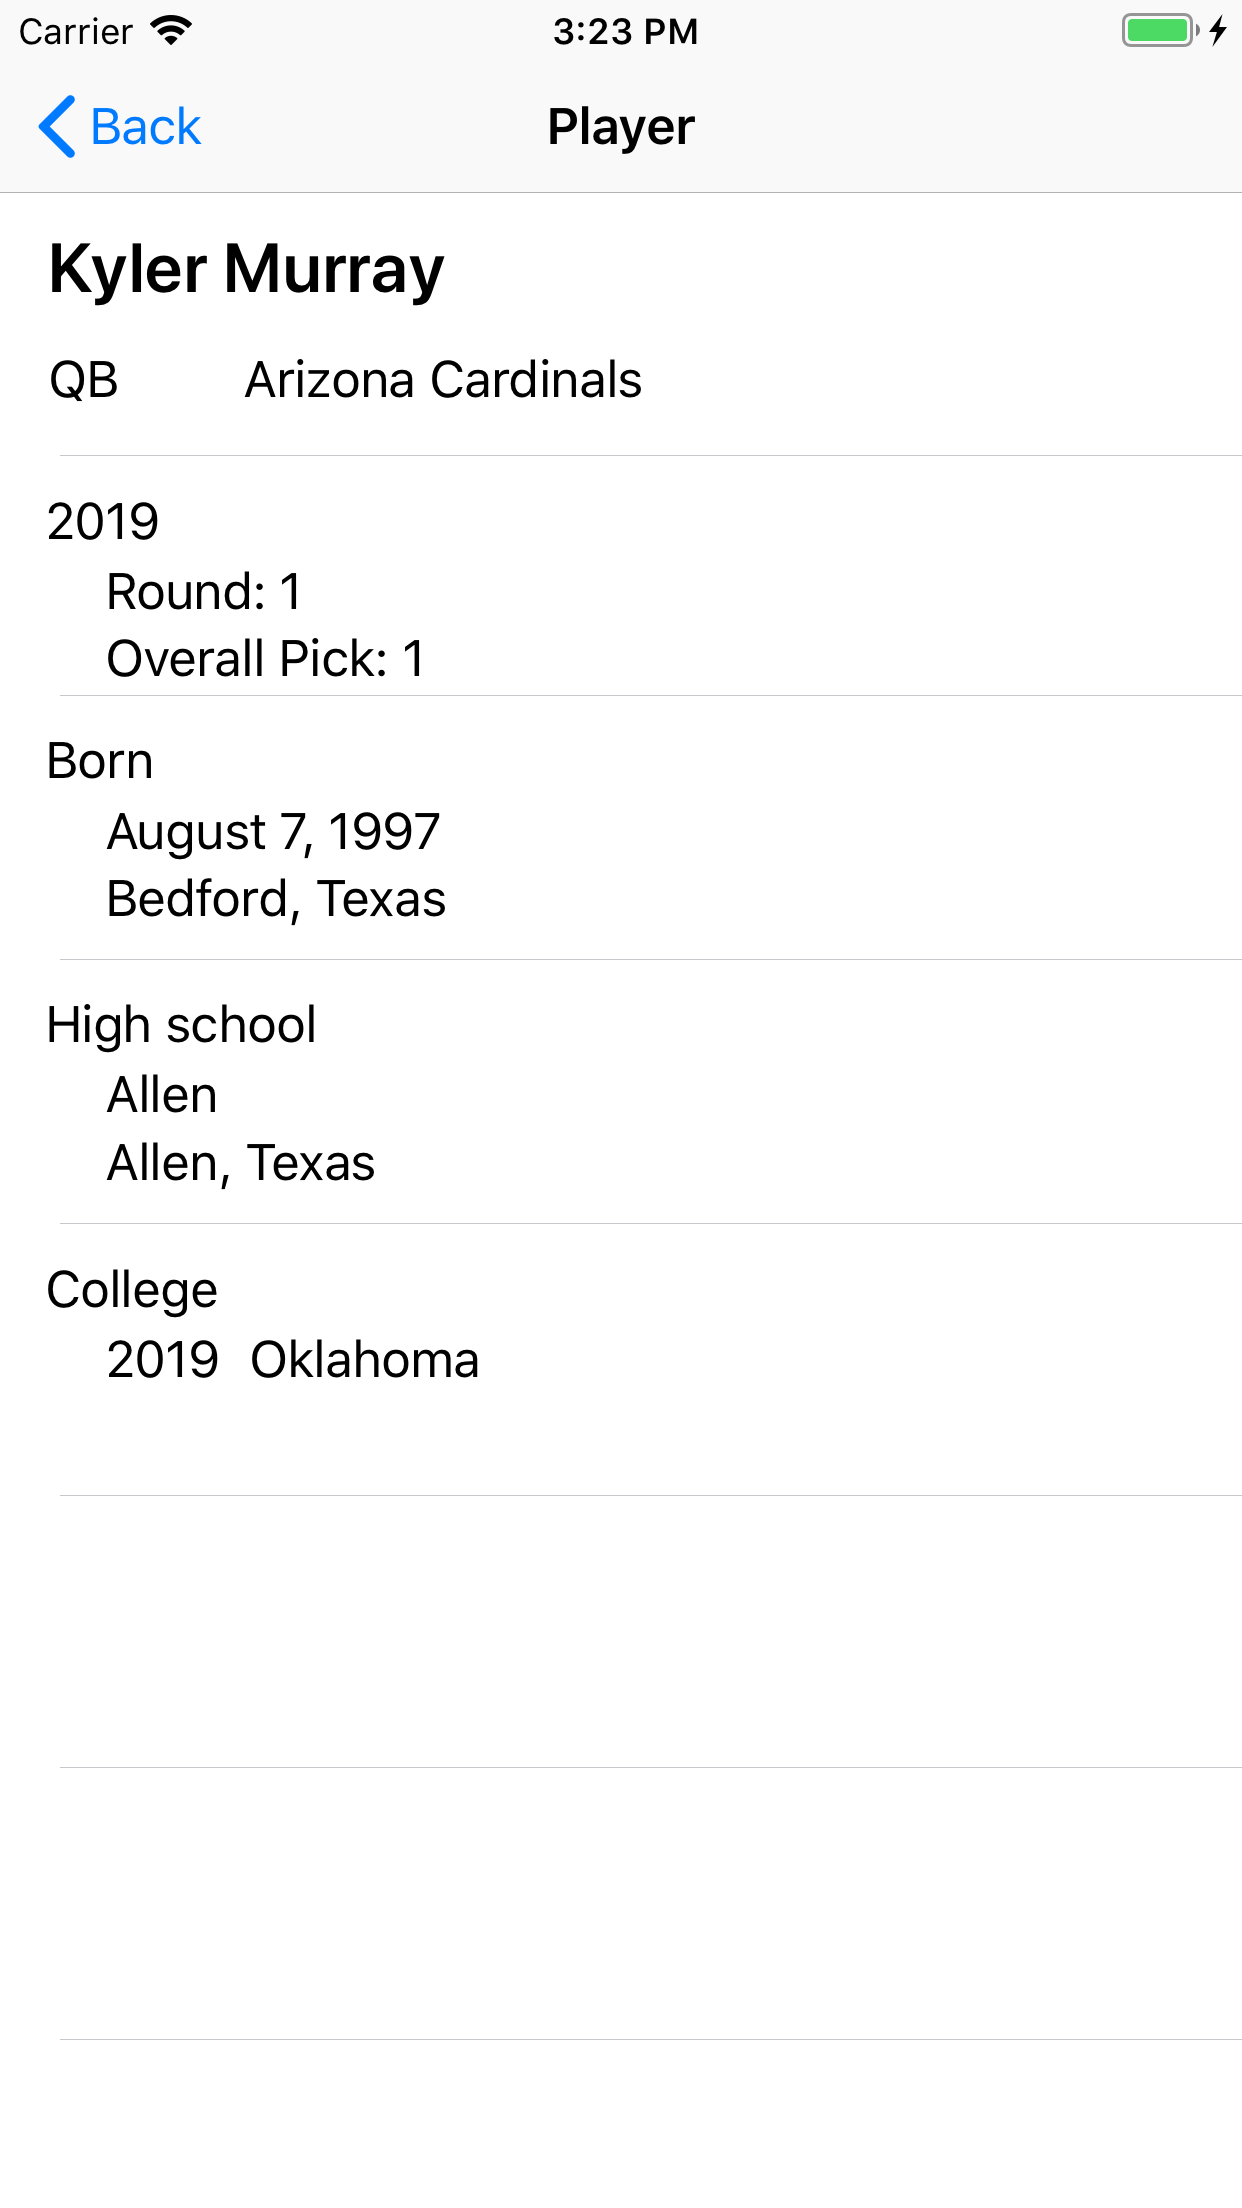 Carrier 3:23 PM
Back Player
Kyler Murray
QB Arizona Cardinals
2019
Round: 1
Overall Pick: 1
Born
August 7, 1997
Bedford, Texas
High school
Allen
Allen, Texas
College
2019 Oklahoma